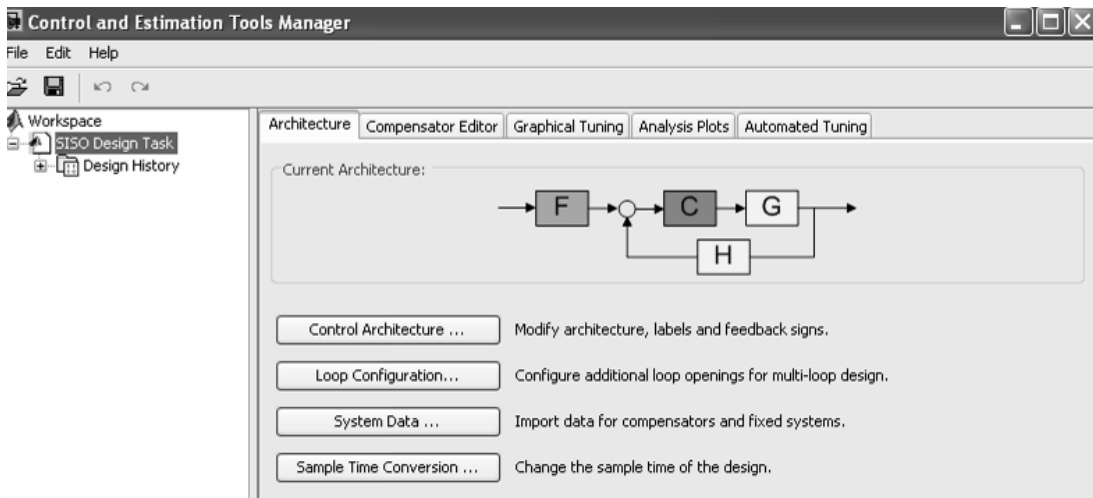 Control and Estimation Tools Manager
File Edit Help
Workspace
SISO Design Task
Design History
Architecture Compensator Editor Graphical Tuning Analysis Plots Automated Tuning
Current Architecture:
F C G
H
Control Architecture ... Modify architecture, labels and feedback signs.
Loop Configuration... Configure additional loop openings for multi-loop design.
System Data ... Import data for compensators and fixed systems.
Sample Time Conversion ... Change the sample time of the design.